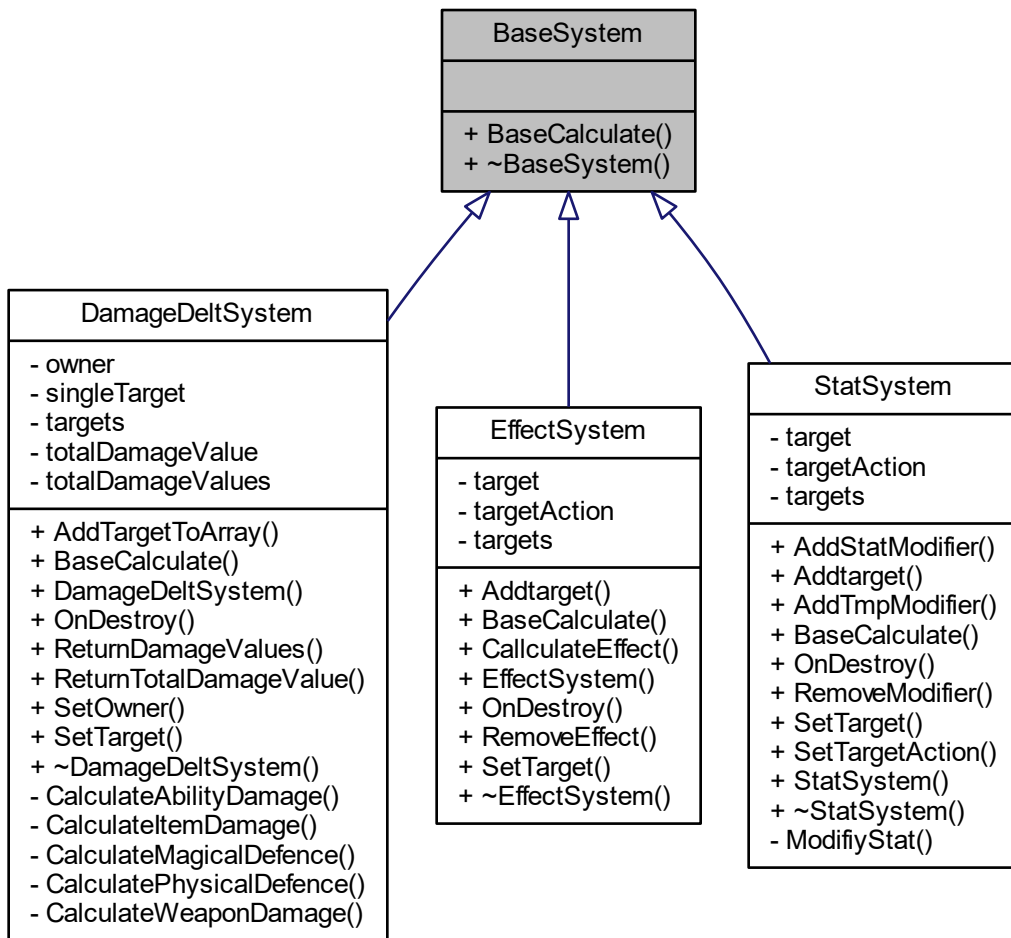 BaseSystem
+ BaseCalculate()
+ ~BaseSystem()
DamageDeltSystem
- owner
- singleTarget
- targets
- totalDamageValue
- totalDamageValues
+ AddTargetToArray()
+ BaseCalculate()
+ DamageDeltSystem()
+ OnDestroy()
+ ReturnDamageValues()
+ ReturnTotalDamageValue()
+ SetOwner()
+ SetTarget()
+ ~DamageDeltSystem()
- CalculateAbilityDamage()
- CalculateItemDamage()
- CalculateMagicalDefence()
- CalculatePhysicalDefence()
- CalculateWeaponDamage()
EffectSystem
- target
- targetAction
- targets
+ Addtarget()
+ BaseCalculate()
+ CallculateEffect()
+ EffectSystem()
+ OnDestroy()
+ RemoveEffect()
+ SetTarget()
+ ~EffectSystem()
StatSystem
- target
- targetAction
- targets
+ AddStatModifier()
+ Addtarget()
+ AddTmpModifier()
+ BaseCalculate()
+ OnDestroy()
+ RemoveModifier()
+ SetTarget()
+ SetTargetAction()
+ StatSystem()
+ ~StatSystem()
- ModifiyStat()